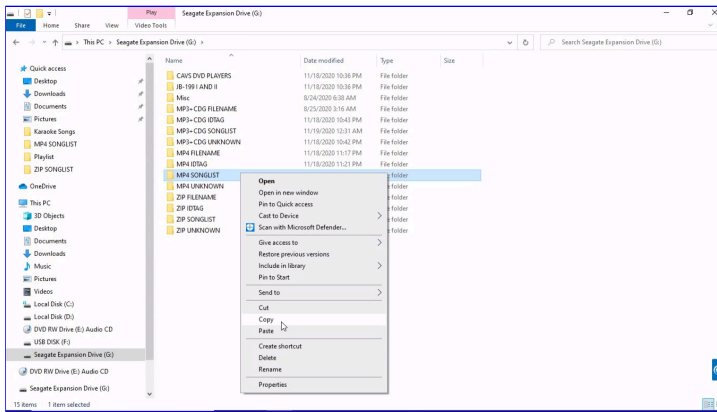 Play
Seagate Expansion Drive (G:)
File
Home
Share
View
Video Tools
This PC > Seagate Expansion Drive (G:) >
Search Seagate Expansion Drive (G:)
Quick access
Desktop
Downloads
Documents
Pictures
Karaoke Songs
MP4 SONGLIST
Playlist
ZIP SONGLIST
OneDrive
This PC
3D Objects
Desktop
Documents
Downloads
Music
Pictures
Videos
Local Disk (C:)
Local Disk (D:)
DVD RW Drive (E:) Audio CD
USB DISK (F:)
Seagate Expansion Drive (G:)
DVD RW Drive (E:) Audio CD
Seagate Expansion Drive (G:)
Name Date modified Type Size
CAVS DVD PLAYERS 11/18/2020 10:36 PM File folder
JB-199 I AND II 11/18/2020 10:36 PM File folder
Misc 8/24/2020 6:38 AM File folder
MP3+CDG FILENAME 8/25/2020 3:16 AM File folder
MP3+CDG IDTAG 11/18/2020 10:43 PM File folder
MP3+CDG SONGLIST 11/19/2020 12:31 AM File folder
MP3+CDG UNKNOWN 11/18/2020 10:42 PM File folder
MP4 FILENAME 11/18/2020 11:17 PM File folder
MP4 IDTAG 11/18/2020 11:21 PM File folder
MP4 SONGLIST folder
MP4 UNKNOWN folder
ZIP FILENAME folder
ZIP IDTAG folder
ZIP SONGLIST folder
ZIP UNKNOWN folder
Open
Open in new window
Pin to Quick access
Cast to Device
Scan with Microsoft Defender...
Give access to
Restore previous versions
Include in library
Pin to Start
Send to
Cut
Copy
Paste
Create shortcut
Delete
Rename
Properties
15 items 1 item selected